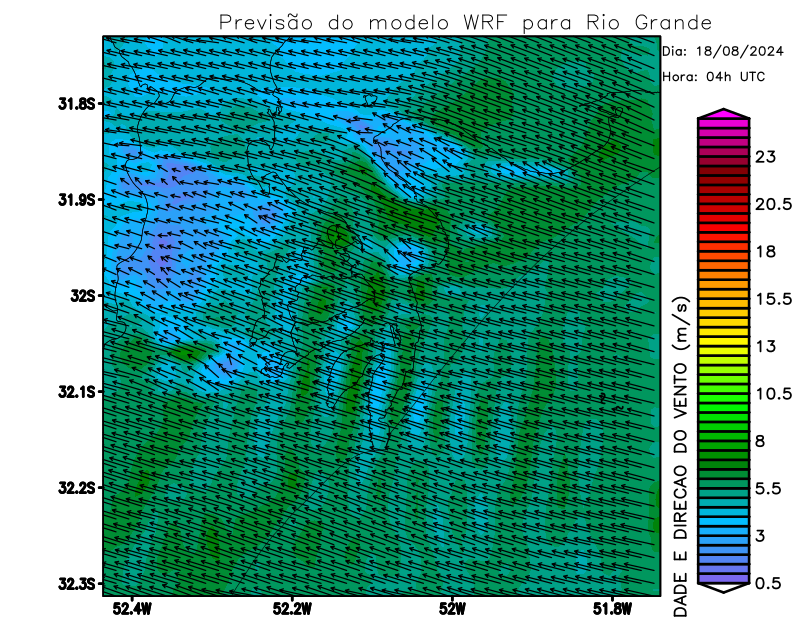 Previsão do modelo WRF para Rio Grande
Dia: 18/08/2024
Hora: 04h UTC
31.8S
31.9S
32S
32.1S
32.2S
32.3S
52.4W
52.2W
52W
51.8W
DADE E DIRECAO DO VENTO (m/s)
23
20.5
18
15.5
13
10.5
8
5.5
3
0.5